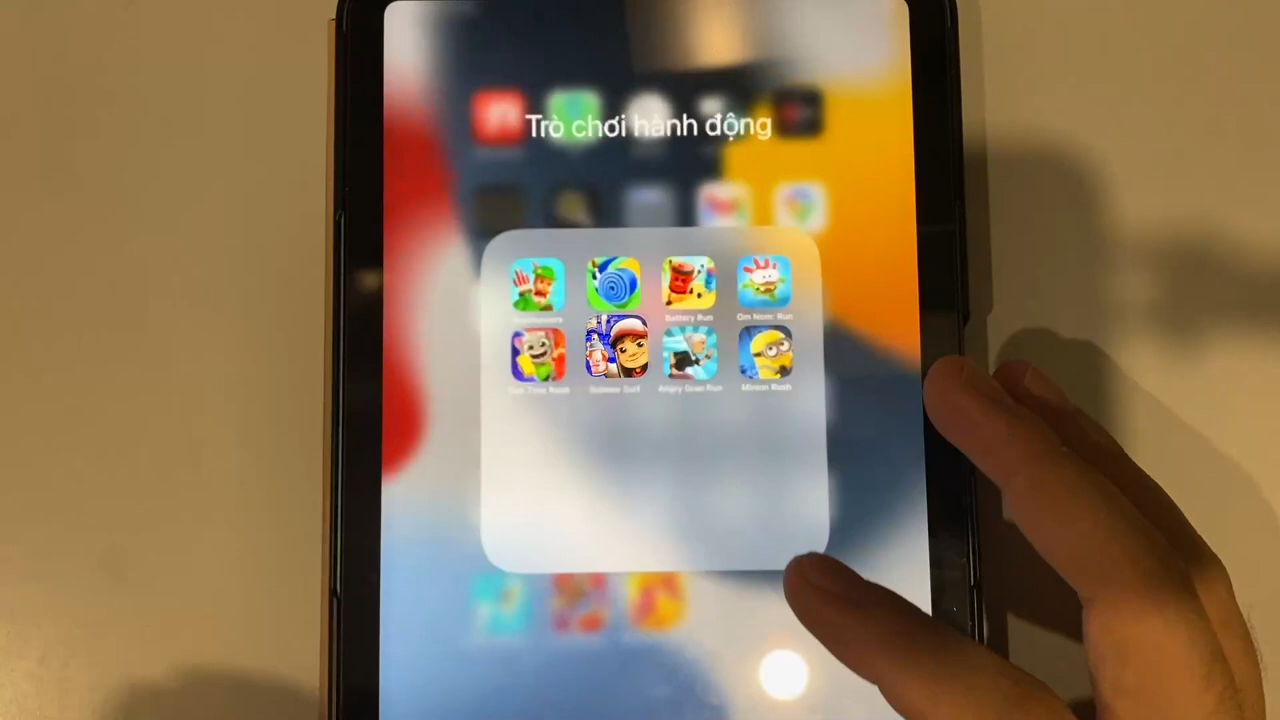 Trò chơi hành động
Battery Run
Om Nom: Run
Subway Surf
Angry Gran Run
Minion Rush